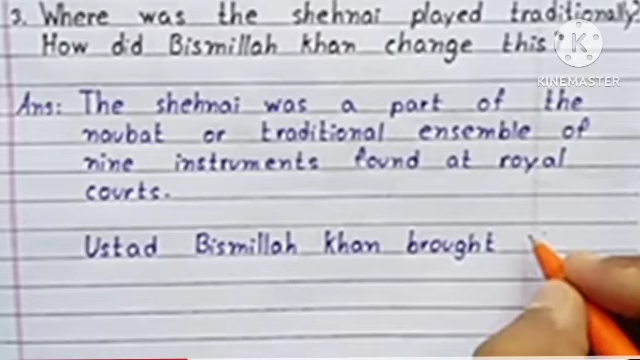 3. Where was the shehnai played traditionally?
How did Bismillah Khan change this?
KINEMASTER
Ans: The shehnai was a part of the
naubat or traditional ensemble of
nine instruments found at royal
courts.
Ustad Bismillah Khan brought